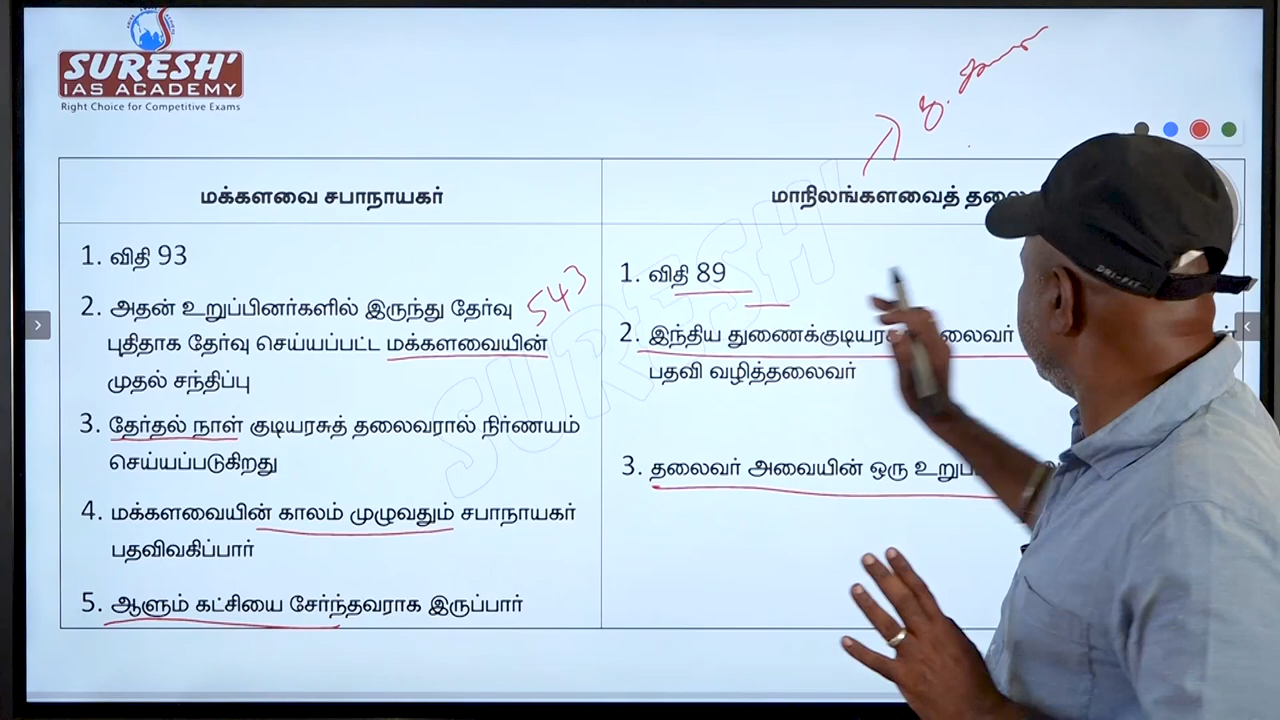 SURESH'
IAS ACADEMY
Right Choice for Competitive Exams
மக்களவை சபாநாயகர்
1. விதி 93
2. அதன் உறுப்பினர்களில் இருந்து தேர்வு
புதிதாக தேர்வு செய்யப்பட்ட மக்களவையின்
முதல் சந்திப்பு
543
3. தேர்தல் நாள் குடியரசுத் தலைவரால் நிர்ணயம்
செய்யப்படுகிறது
4. மக்களவையின் காலம் முழுவதும் சபாநாயகர்
பதவிவகிப்பார்
5. ஆளும் கட்சியை சேர்ந்தவராக இருப்பார்
மாநிலங்களவைத்
1. விதி 89
2. இந்திய
பதவி வழித்தலைவர்
3. தலைவர் அவையின் ஒரு
SURESH'
DRI-FIT